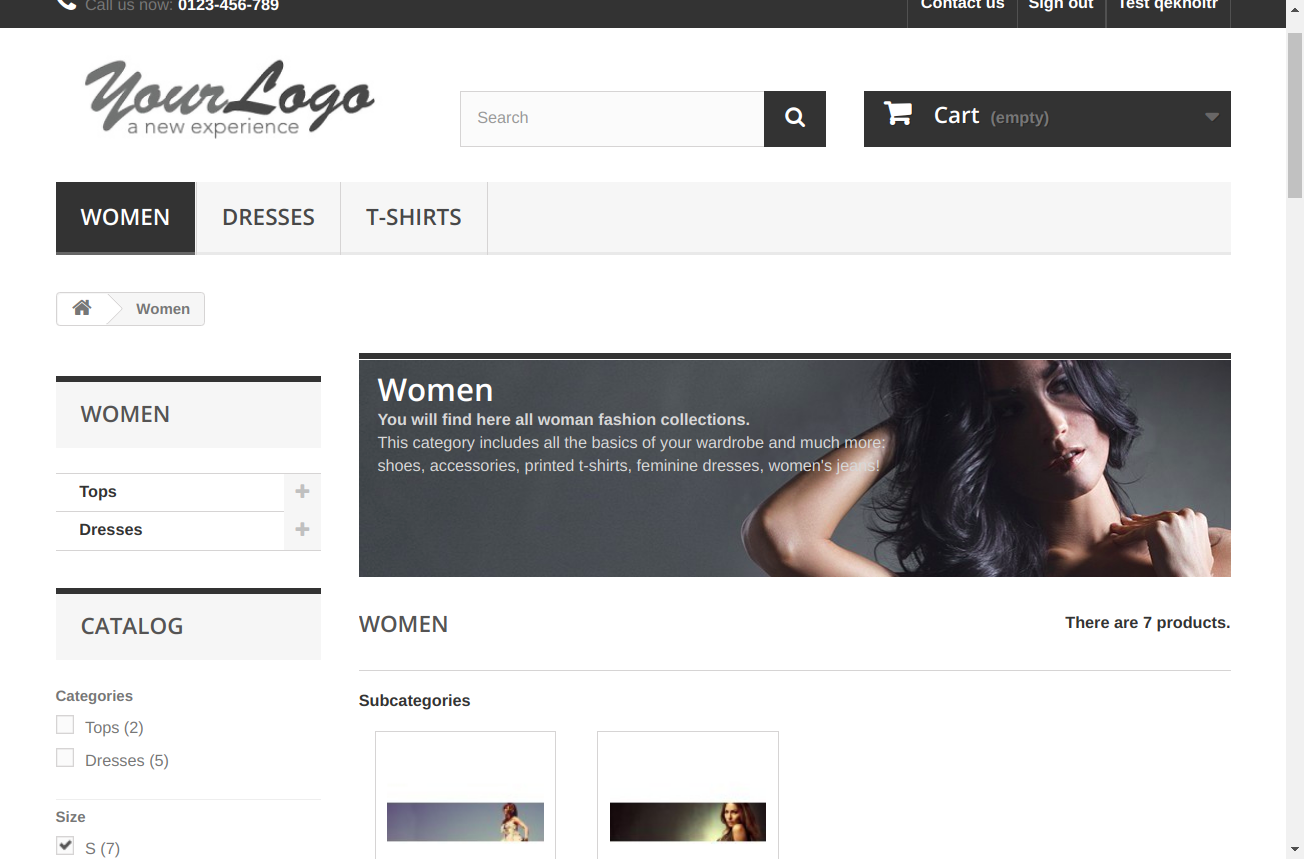 Call us now: 0123-456-789
Contact us
Sign out
Test qekholtr
YourLogo
a new experience
Search
Cart (empty)
WOMEN
DRESSES
T-SHIRTS
Women
WOMEN
Tops
Dresses
CATALOG
Categories
Tops (2)
Dresses (5)
Size
S (7)
Women
You will find here all woman fashion collections.
This category includes all the basics of your wardrobe and much more:
shoes, accessories, printed t-shirts, feminine dresses, women's jeans!
WOMEN
There are 7 products.
Subcategories